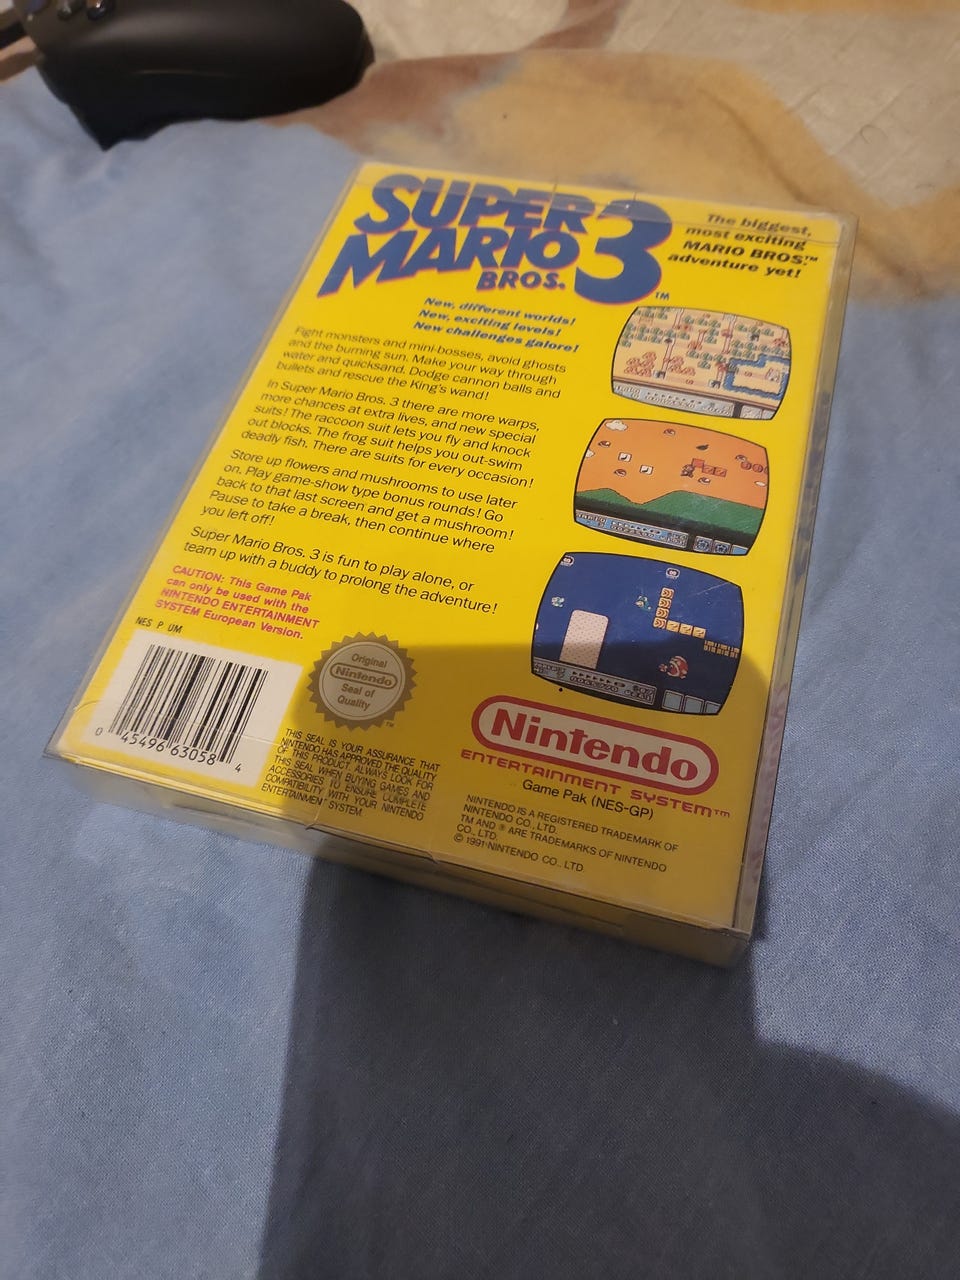 SUPER
MARIO
BROS. 3™
The biggest,
most exciting
MARIO BROS.™
adventure yet!
New, different worlds!
New, exciting levels!
New challenges galore!
Fight monsters and mini-bosses, avoid ghosts
and the burning sun. Make your way through
water and quicksand. Dodge cannon balls and
bullets and rescue the King's wand!
In Super Mario Bros. 3 there are more warps,
more chances at extra lives, and new special
suits! The raccoon suit lets you fly and knock
out blocks. The frog suit helps you out-swim
deadly fish. There are suits for every occasion!
Store up flowers and mushrooms to use later
on. Play game-show type bonus rounds! Go
back to that last screen and get a mushroom!
Pause to take a break, then continue where
you left off!
Super Mario Bros. 3 is fun to play alone, or
team up with a buddy to prolong the adventure!
CAUTION: This Game Pak
can only be used with the
NINTENDO ENTERTAINMENT
SYSTEM European Version.
NES P UM
0 45496 63058 4
Original
Nintendo
Seal of
Quality
™
THIS SEAL IS YOUR ASSURANCE THAT
NINTENDO HAS APPROVED THE QUALITY
OF THIS PRODUCT. ALWAYS LOOK FOR
THIS SEAL WHEN BUYING GAMES AND
ACCESSORIES TO ENSURE COMPLETE
COMPATIBILITY WITH YOUR NINTENDO
ENTERTAINMENT SYSTEM.
Nintendo
ENTERTAINMENT SYSTEM™
Game Pak (NES-GP)
NINTENDO IS A REGISTERED TRADEMARK OF
NINTENDO CO., LTD.
TM AND ® ARE TRADEMARKS OF NINTENDO
CO., LTD.
© 1991 NINTENDO CO., LTD.